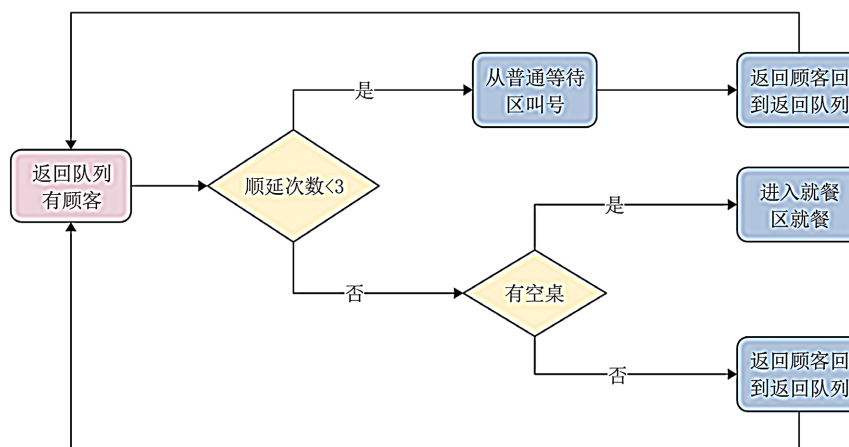 是
从普通等待
区叫号
返回顾客回
到返回队列
返回队列
有顾客
顺延次数<3
是
进入就餐
区就餐
否
有空桌
否
返回顾客回
到返回队列